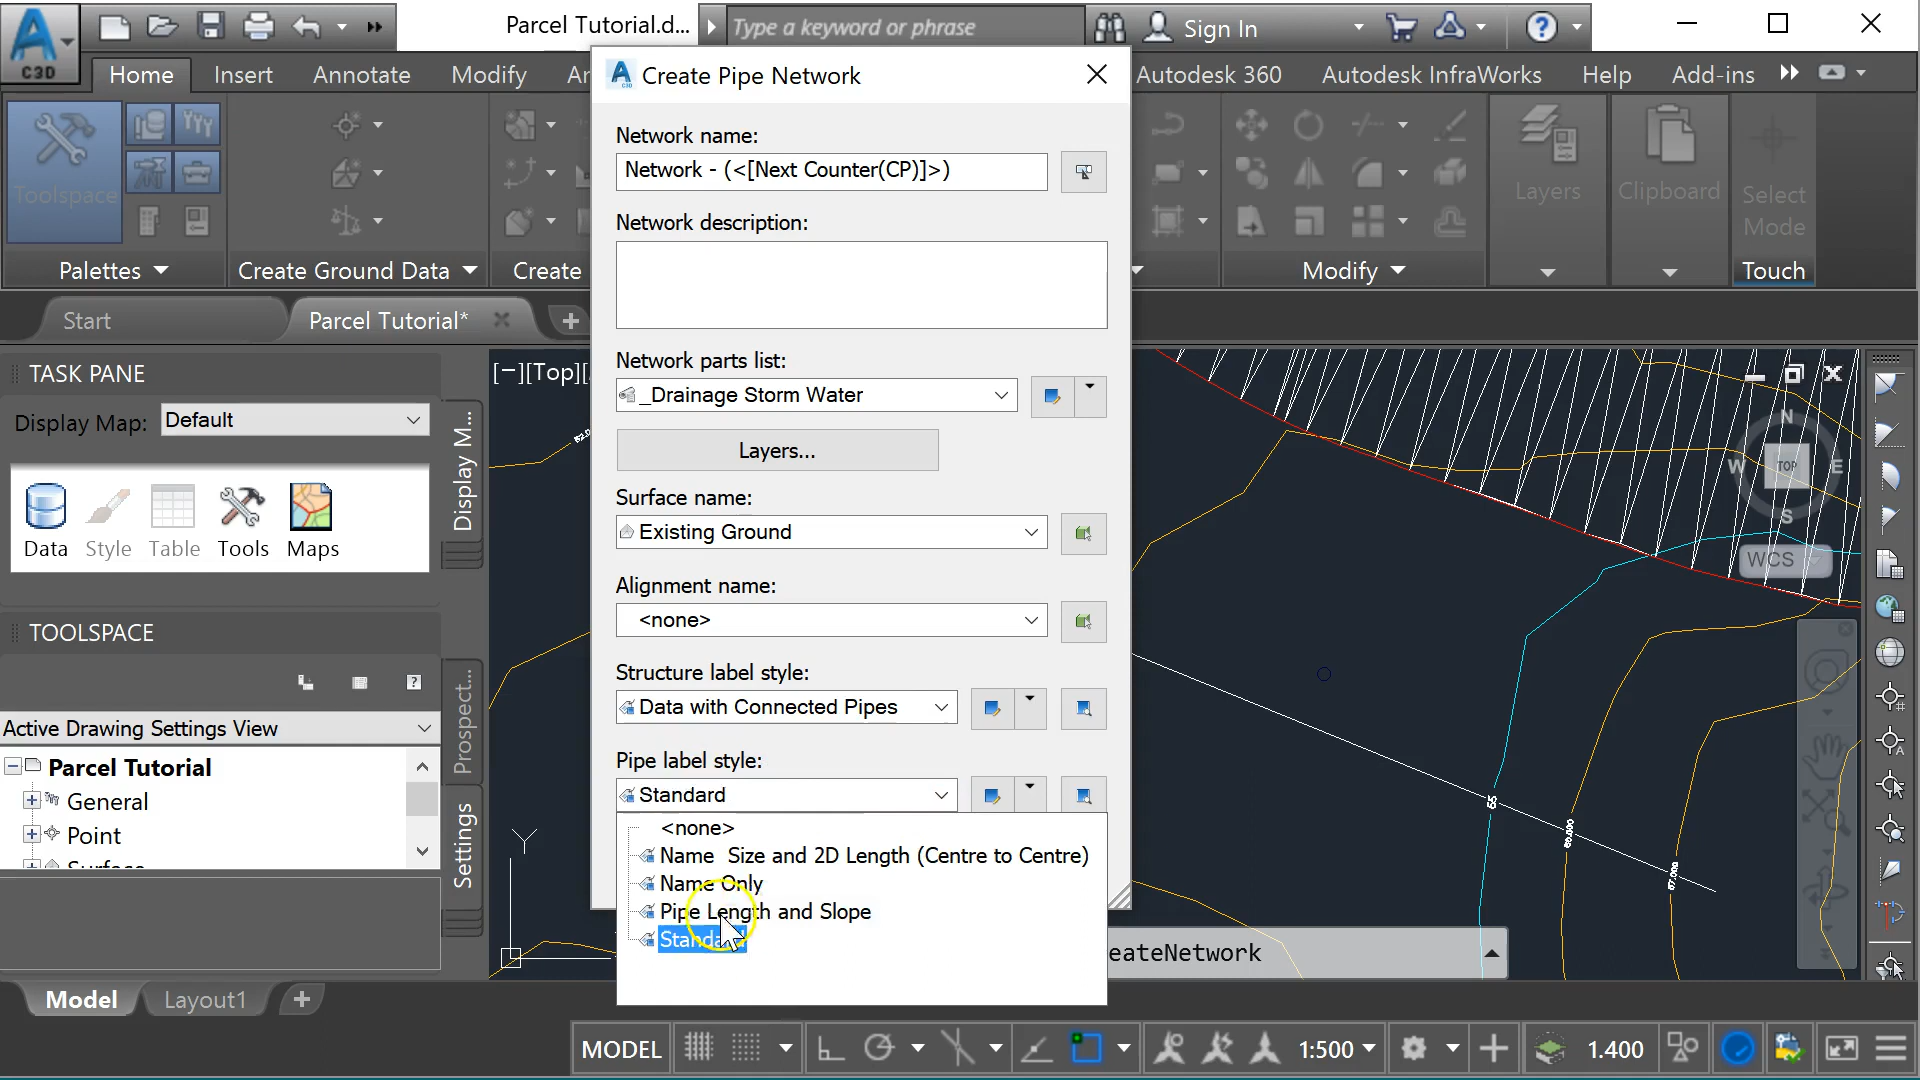 C3D
Parcel Tutorial.d...
Type a keyword or phrase
Sign In
Home
Insert
Annotate
Modify
Autodesk 360
Autodesk InfraWorks
Help
Add-ins
Create Pipe Network
Network name:
Network - (<[Next Counter(CP)]>)
Network description:
Network parts list:
_Drainage Storm Water
Layers...
Surface name:
Existing Ground
Alignment name:
<none>
Structure label style:
Data with Connected Pipes
Pipe label style:
Standard
<none>
Name Size and 2D Length (Centre to Centre)
Name Only
Pipe Length and Slope
Standard
Toolspace
Layers
Clipboard
Select
Mode
Palettes
Create Ground Data
Create
Modify
Touch
Start
Parcel Tutorial*
TASK PANE
Display Map:
Default
Data
Style
Table
Tools
Maps
Display M...
TOOLSPACE
Active Drawing Settings View
Parcel Tutorial
General
Point
Surface
Prospect...
Settings
[−][Top][
N
W
TOP
E
S
WCS
Y
65
66.000
67.000
eateNetwork
Model
Layout1
MODEL
1:500
1.400